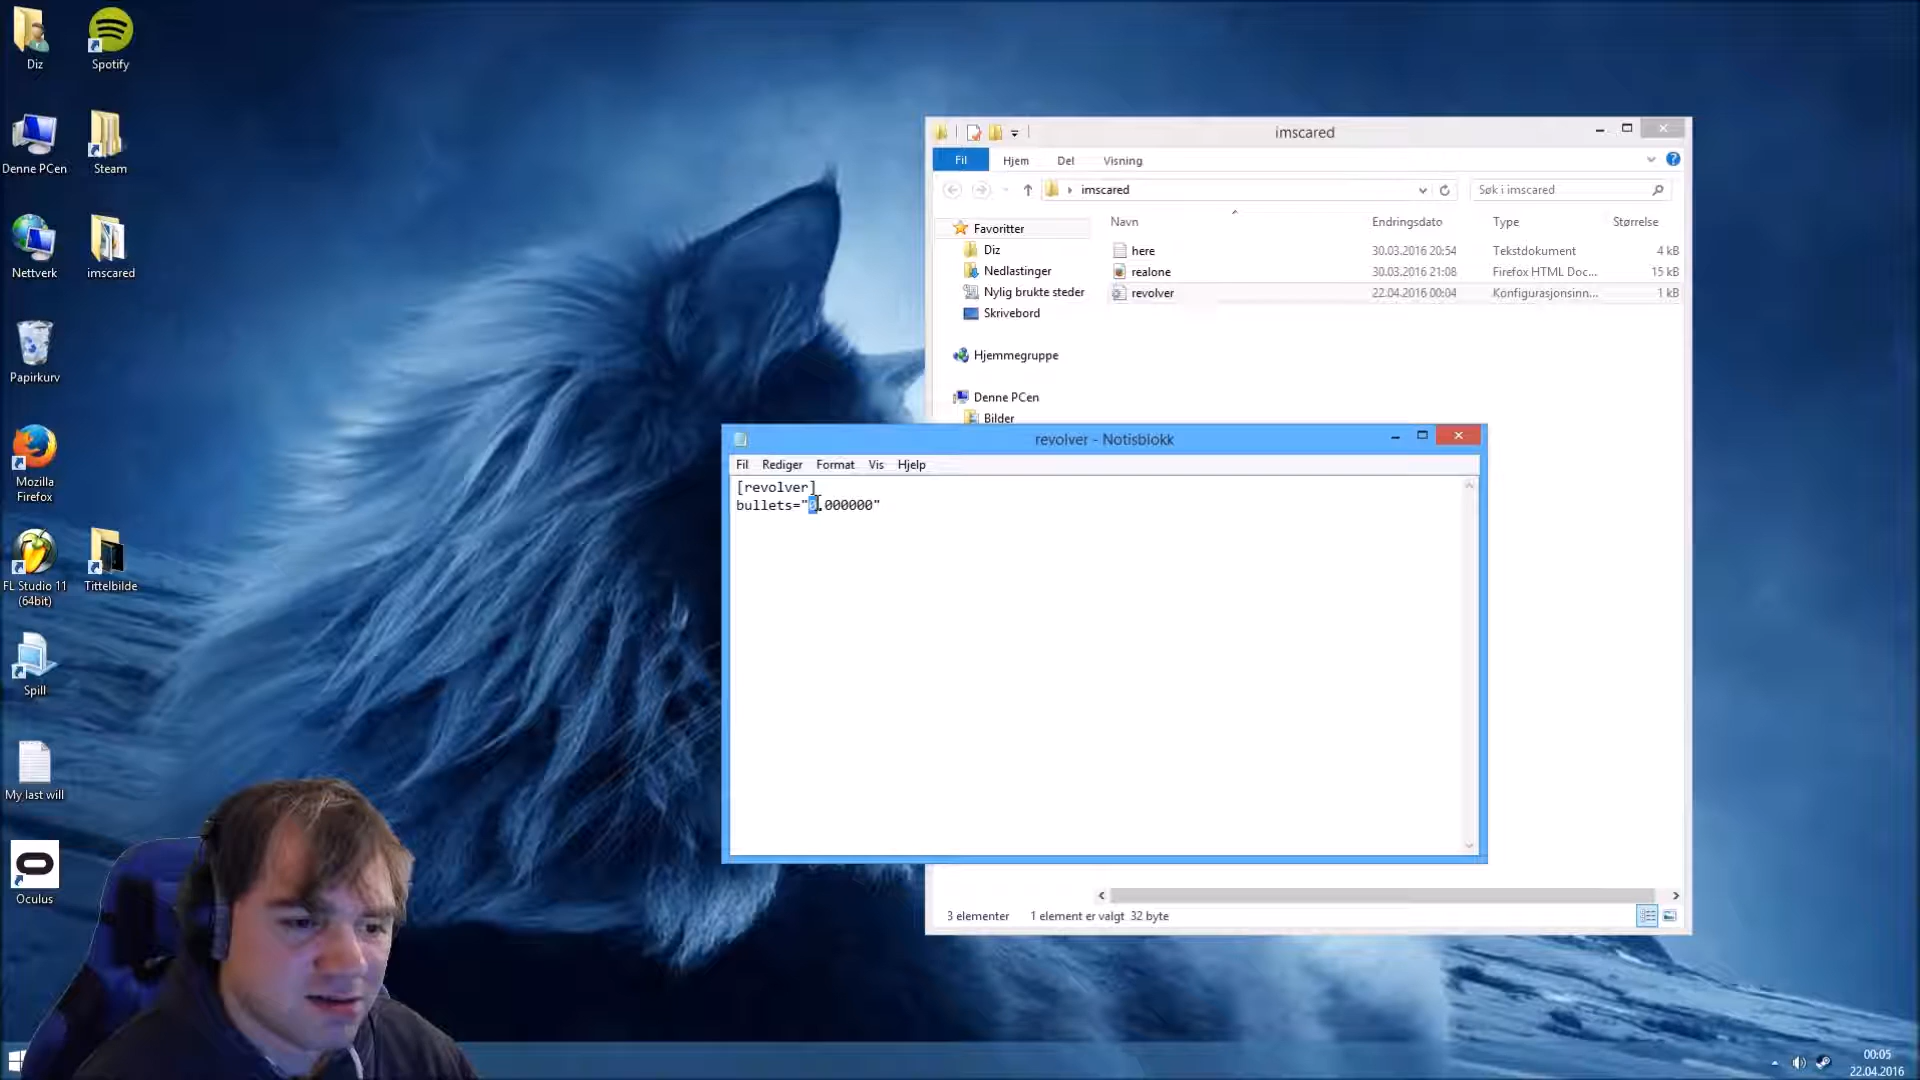 Diz
Spotify
Denne PCen
Steam
Nettverk
imscared
Papirkurv
Mozilla
Firefox
FL Studio 11
(64bit)
Tittelbilde
Spill
My last will
Oculus
imscared
Fil
Hjem
Del
Visning
imscared
Søk i imscared
Favoritter
Diz
Nedlastinger
Nylig brukte steder
Skrivebord
Hjemmegruppe
Denne PCen
Bilder
Navn
Endringsdato
Type
Størrelse
here
30.03.2016 20:54
Tekstdokument
4 kB
realone
30.03.2016 21:08
Firefox HTML Doc...
15 kB
revolver
22.04.2016 00:04
Konfigurasjonsinn...
1 kB
revolver - Notisblokk
Fil
Rediger
Format
Vis
Hjelp
[revolver]
3 elementer
1 element er valgt 32 byte
00:05
22.04.2016